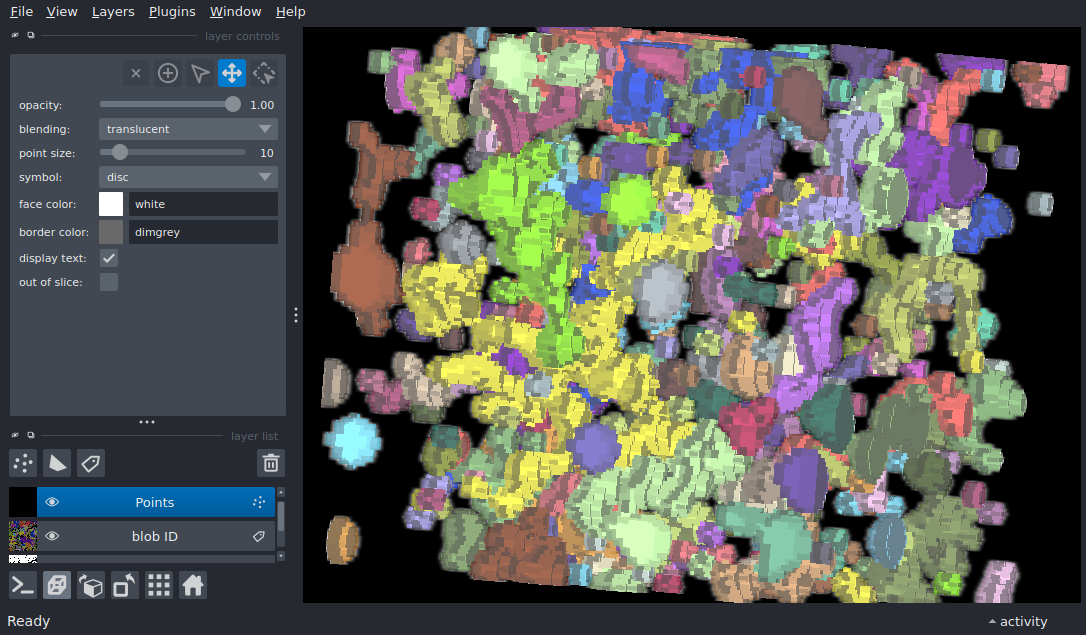 File View Layers Plugins Window Help
layer controls
opacity: 1.00
blending: translucent
point size: 10
symbol: disc
face color: white
border color: dimgrey
display text:
out of slice:
layer list
Points
blob ID
Ready activity